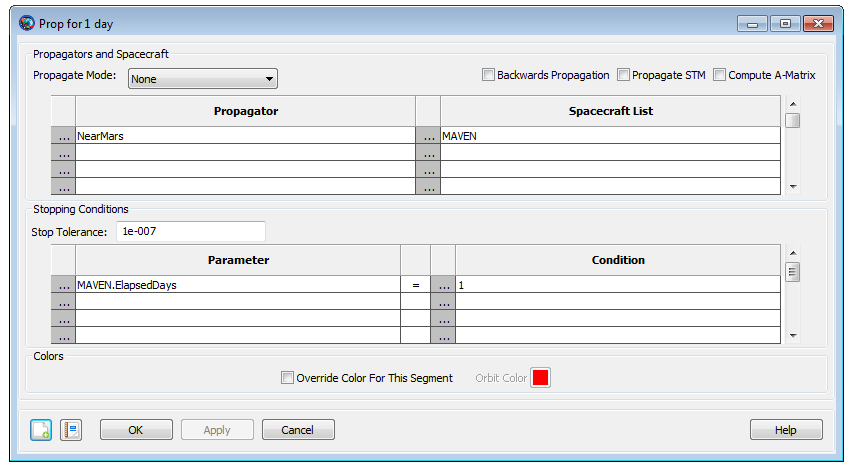 Prop for 1 day
Propagators and Spacecraft
Propagate Mode: None Backwards Propagation Propagate STM Compute A-Matrix
Propagator Spacecraft List
... NearMars ... MAVEN
... ...
... ...
... ...
Stopping Conditions
Stop Tolerance: 1e-007
Parameter Condition
... MAVEN.ElapsedDays = ... 1
... ...
... ...
... ...
Colors
Override Color For This Segment Orbit Color
OK Apply Cancel Help